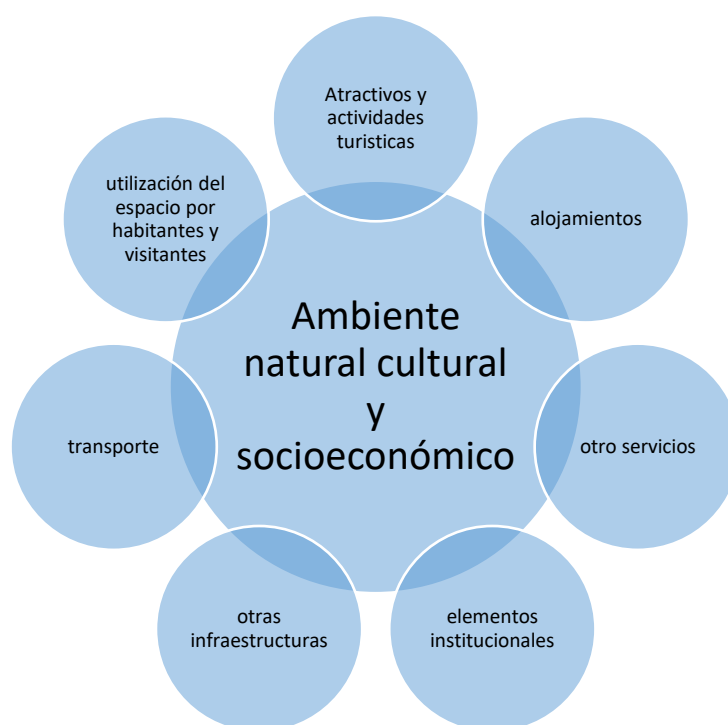 Atractivos y
actividades
turisticas
alojamientos
otro servicios
elementos
institucionales
otras
infraestructuras
transporte
utilización del
espacio por
habitantes y
visitantes
Ambiente
natural cultural
y
socioeconómico